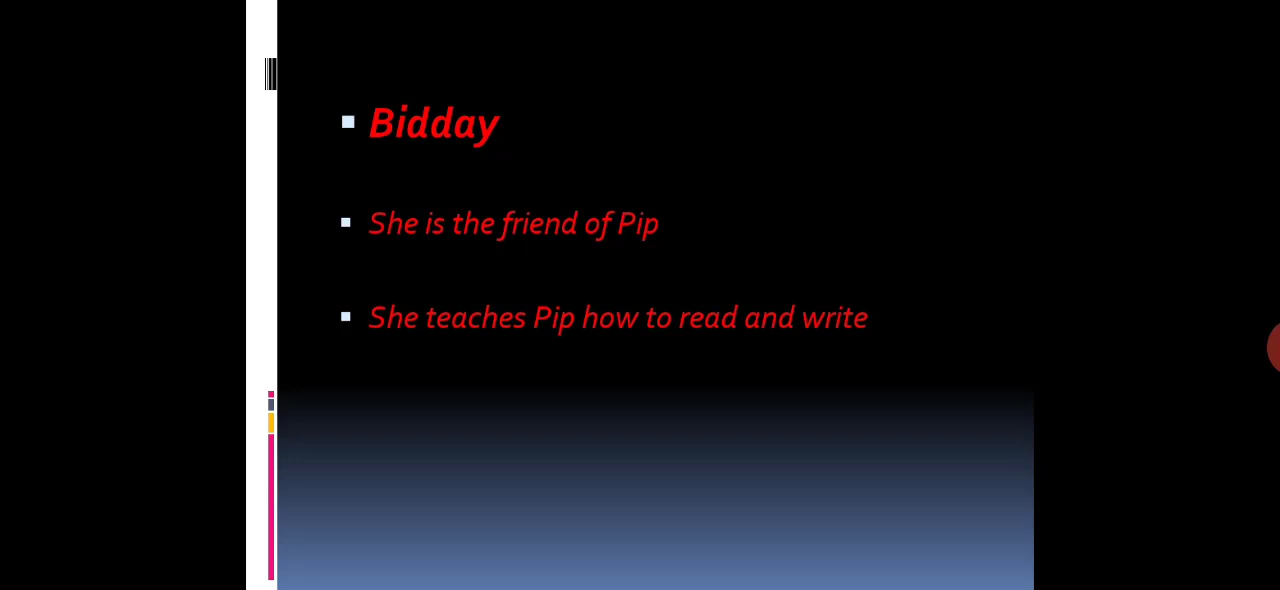 Bidday
She is the friend of Pip
She teaches Pip how to read and write